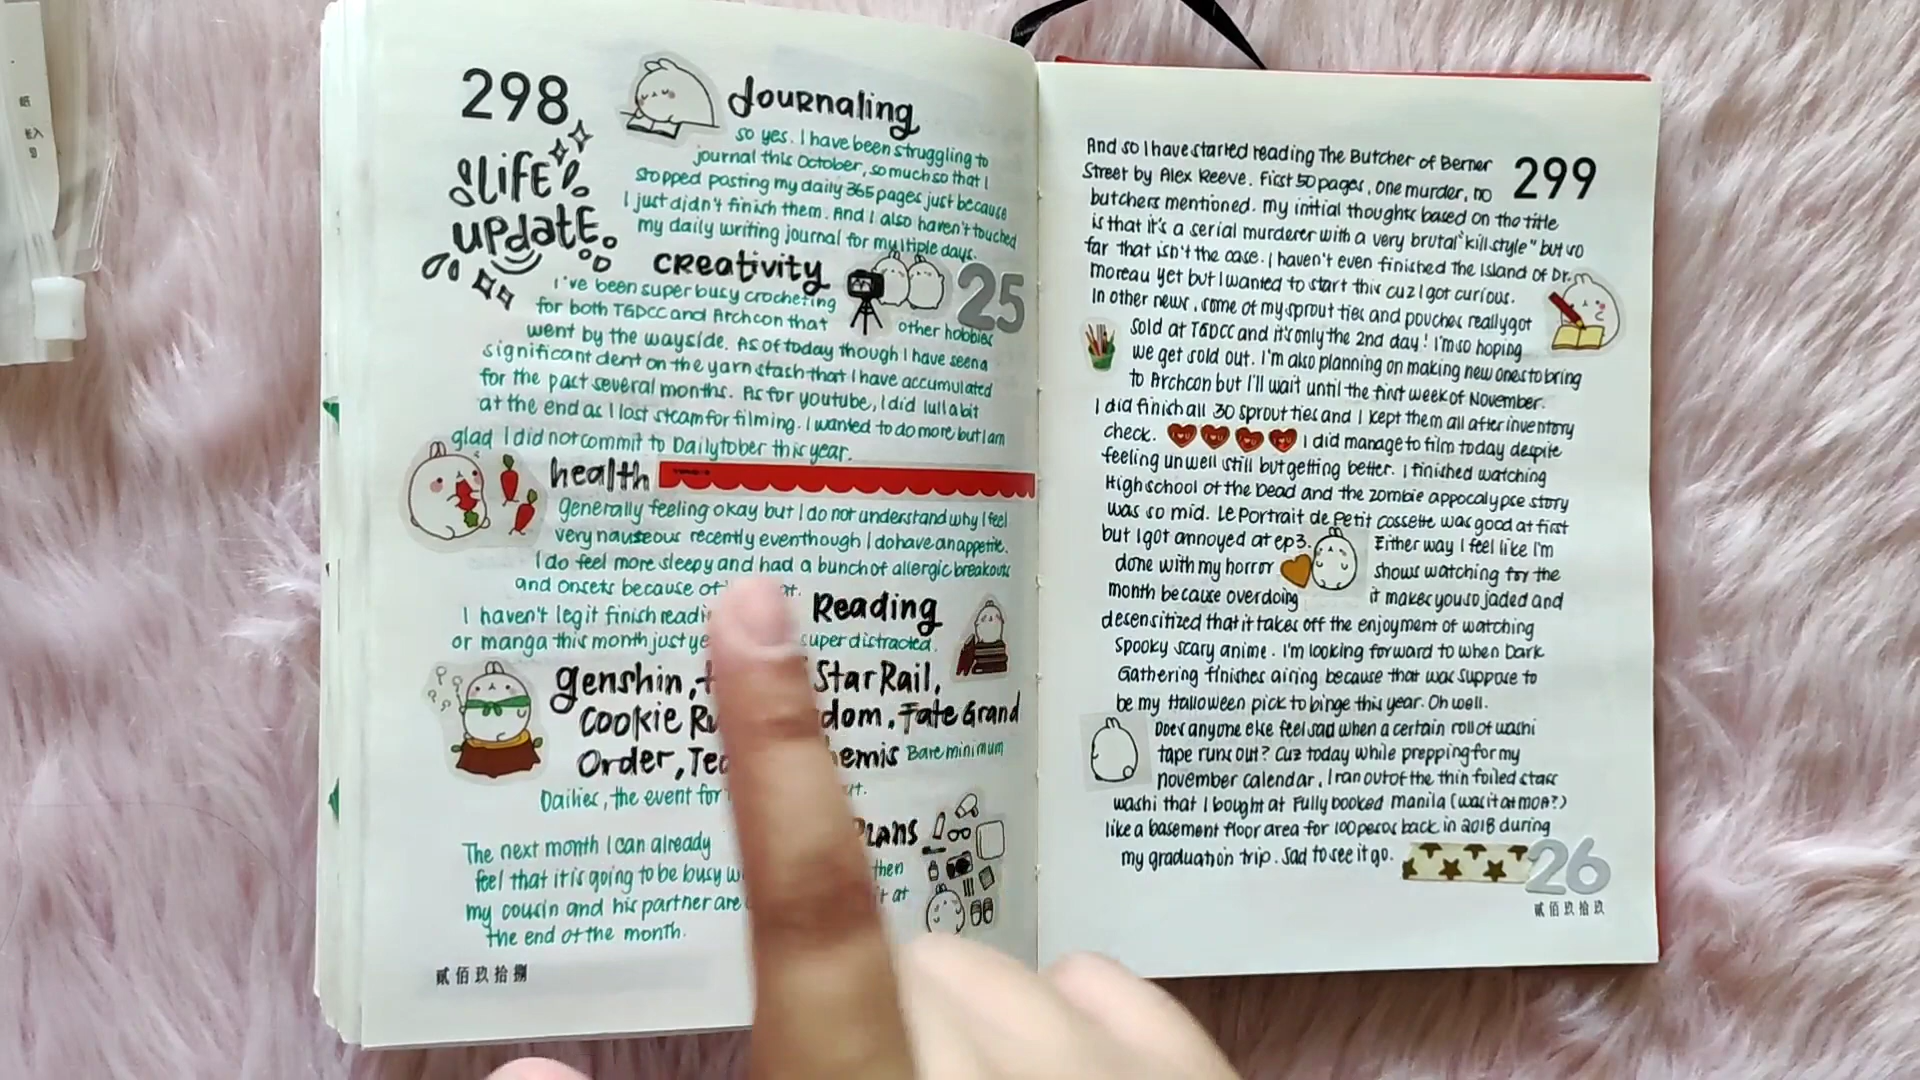 298
life
update
Journaling
so yes. I have been struggling to
journal this October, so much so that I
stopped posting my daily 365 pages just because
I just didn't finish them. And I also haven't touched
my daily writing journal for multiple days.
creativity
25
i've been super busy crocheting
for both TGDCC and Archcon that other hobbies
went by the wayside. As of today though I have seen a
significant dent on the yarn stash that I have accumulated
for the past several months. As for youtube, I did lull a bit
at the end as I lost steam for filming. I wanted to do more but I am
glad I did not commit to Dailytober this year.
health
Generally feeling okay but I do not understand why I feel
very nauseous recently eventhough I do have an appetite.
I do feel more sleepy and had a bunch of allergic breakouts
and onsets because of
Reading
I haven't legit finish
or manga this month just super distracted.
genshin, Star Rail,
Cookie Fate Grand
Order, Bare minimum
Dailies, the event for
Plans
The next month I can already
feel that it is going to be busy then
my cousin and his partner are at
the end of the month.
貳佰玖拾捌
299
And so I have started reading The Butcher of Berner
Street by Alex Reeve. First 50 pages, one murder, no
butchers mentioned. My initial thoughts based on the title
is that it's a serial murderer with a very brutal "kill style" but so
far that isn't the case. I haven't even finished The Island of Dr.
moreau yet but I wanted to start this cuz I got curious.
In other news, some of my sprout ties and pouches really got
sold at TGDCC and it's only the 2nd day! I'm so hoping
we get sold out. I'm also planning on making new ones to bring
to Archcon but I'll wait until the first week of November.
I did finish all 30 sprout ties and I kept them all after inventory
check. I did manage to film today despite
feeling unwell still but getting better. I finished watching
Highschool of the Dead and the zombie appocalypse story
was so mid. Le Portrait de Petit cossette was good at first
but I got annoyed at ep3. Either way I feel like I'm
done with my horror shows watching for the
month because overdoing it makes you so jaded and
desensitized that it takes off the enjoyment of watching
spooky scary anime. I'm looking forward to when Dark
Gathering finishes airing because that was suppose to
be my Halloween pick to binge this year. Oh well.
Does anyone else feel sad when a certain roll of washi
tape runs out? Cuz today while prepping for my
november calendar, I ran out of the thin foiled stars
washi that I bought at Fully booked manila (was it at MOA?)
like a basement floor area for 100 pesos back in 2018 during
my graduation trip. Sad to see it go.
26
貳佰玖拾玖